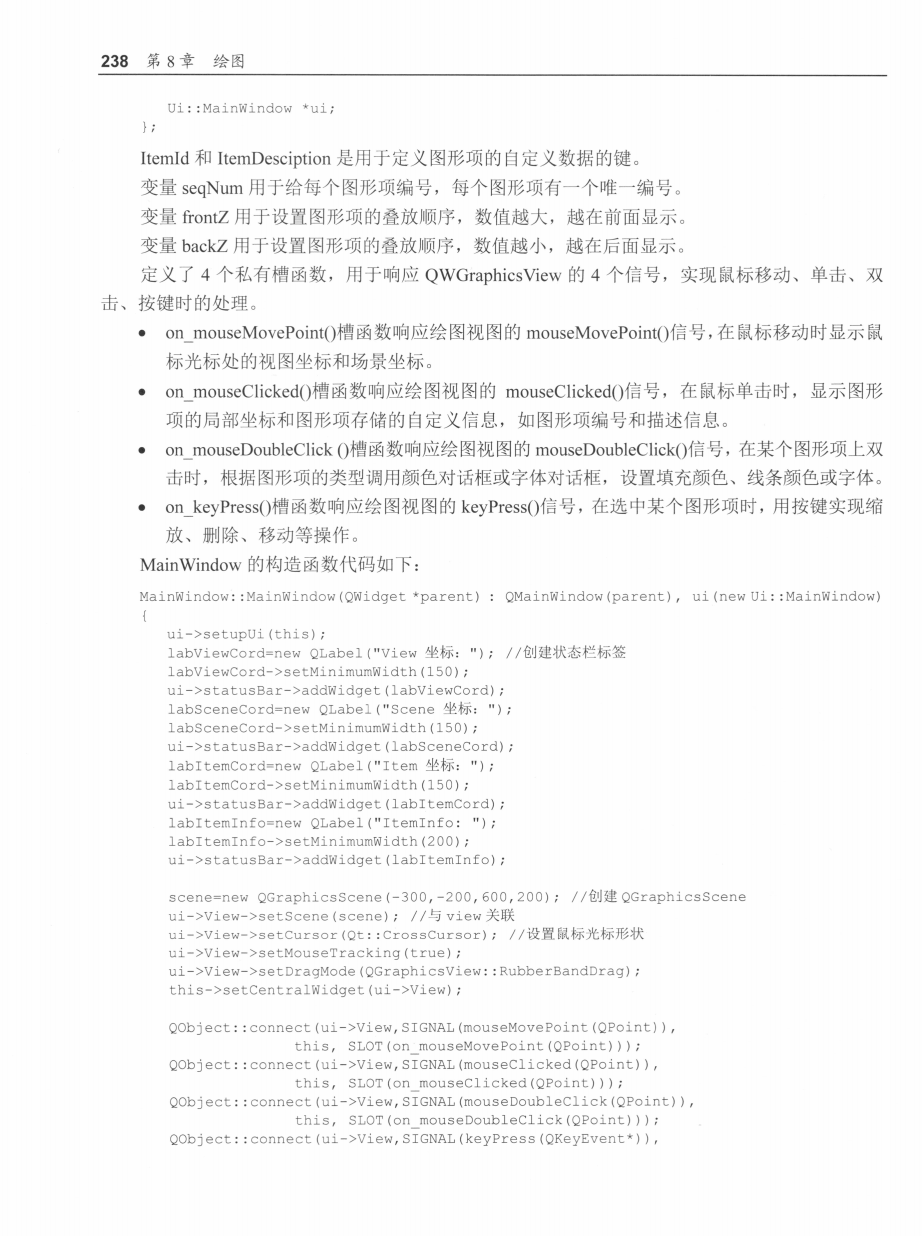 238 第 8 章 绘图
Ui::MainWindow *ui;
};
ItemId 和 ItemDesciption 是用于定义图形项的自定义数据的键。
变量 seqNum 用于给每个图形项编号，每个图形项有一个唯一编号。
变量 frontZ 用于设置图形项的叠放顺序，数值越大，越在前面显示。
变量 backZ 用于设置图形项的叠放顺序，数值越小，越在后面显示。
定义了 4 个私有槽函数，用于响应 QWGraphicsView 的 4 个信号，实现鼠标移动、单击、双
击、按键时的处理。
• on_mouseMovePoint()槽函数响应绘图视图的 mouseMovePoint()信号，在鼠标移动时显示鼠
标光标处的视图坐标和场景坐标。
• on_mouseClicked()槽函数响应绘图视图的 mouseClicked()信号，在鼠标单击时，显示图形
项的局部坐标和图形项存储的自定义信息，如图形项编号和描述信息。
• on_mouseDoubleClick ()槽函数响应绘图视图的 mouseDoubleClick()信号，在某个图形项上双
击时，根据图形项的类型调用颜色对话框或字体对话框，设置填充颜色、线条颜色或字体。
• on_keyPress()槽函数响应绘图视图的 keyPress()信号，在选中某个图形项时，用按键实现缩
放、删除、移动等操作。
MainWindow 的构造函数代码如下：
MainWindow::MainWindow(QWidget *parent) : QMainWindow(parent), ui(new Ui::MainWindow)
{
ui->setupUi(this);
labViewCord=new QLabel("View 坐标: "); //创建状态栏标签
labViewCord->setMinimumWidth(150);
ui->statusBar->addWidget(labViewCord);
labSceneCord=new QLabel("Scene 坐标: ");
labSceneCord->setMinimumWidth(150);
ui->statusBar->addWidget(labSceneCord);
labItemCord=new QLabel("Item 坐标: ");
labItemCord->setMinimumWidth(150);
ui->statusBar->addWidget(labItemCord);
labItemInfo=new QLabel("ItemInfo: ");
labItemInfo->setMinimumWidth(200);
ui->statusBar->addWidget(labItemInfo);
scene=new QGraphicsScene(-300,-200,600,200); //创建 QGraphicsScene
ui->View->setScene(scene); //与 view 关联
ui->View->setCursor(Qt::CrossCursor); //设置鼠标光标形状
ui->View->setMouseTracking(true);
ui->View->setDragMode(QGraphicsView::RubberBandDrag);
this->setCentralWidget(ui->View);
QObject::connect(ui->View,SIGNAL(mouseMovePoint(QPoint)),
this, SLOT(on_mouseMovePoint(QPoint)));
QObject::connect(ui->View,SIGNAL(mouseClicked(QPoint)),
this, SLOT(on_mouseClicked(QPoint)));
QObject::connect(ui->View,SIGNAL(mouseDoubleClick(QPoint)),
this, SLOT(on_mouseDoubleClick(QPoint)));
QObject::connect(ui->View,SIGNAL(keyPress(QKeyEvent*)),